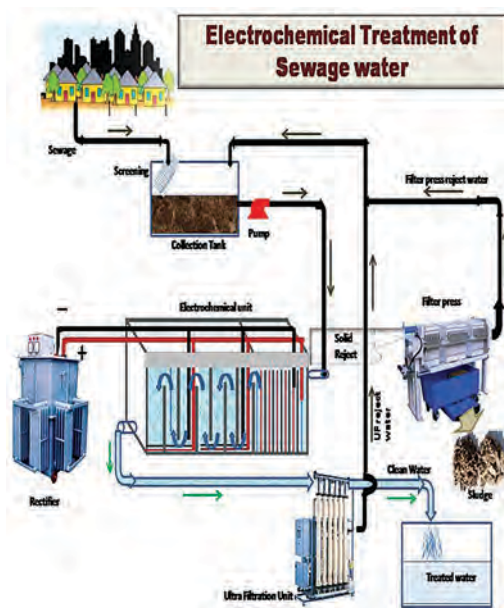 Electrochemical Treatment of
Sewage water
Sewage
Screening
Filter press reject water
Collection Tank
Pump
Electrochemical unit
Filter press
−
+
Solid
Reject
UF reject
water
Clean Water
Sludge
Rectifier
Treated water
Ultra Filtration Unit